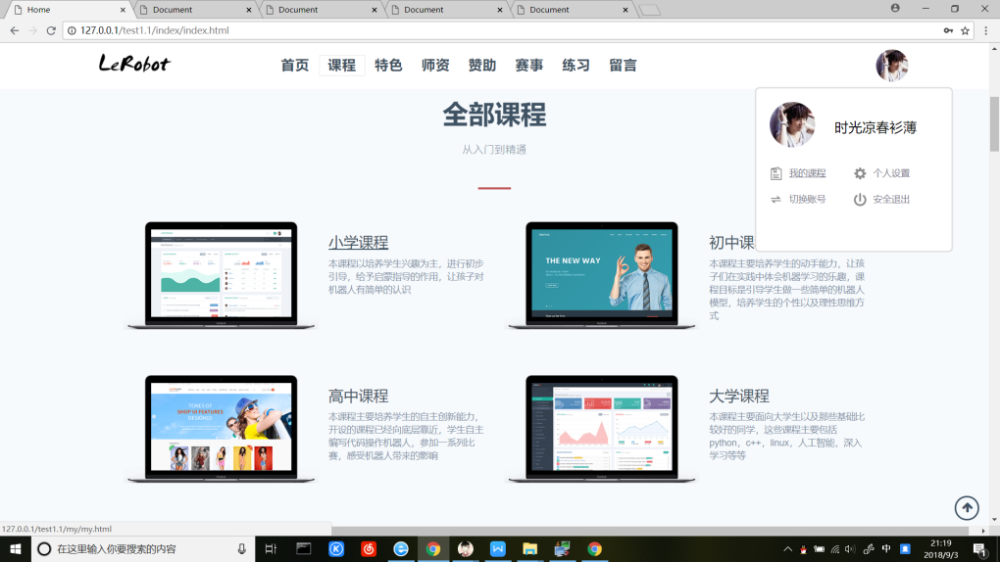 Home
Document
Document
Document
Document
127.0.0.1/test1.1/index/index.html
LeRobot
首页 课程 特色 师资 赞助 赛事 练习 留言
全部课程
从入门到精通
时光凉春衫薄
我的课程
个人设置
切换账号
安全退出
小学课程
本课程以培养学生兴趣为主，进行初步
引导，给予启蒙指导的作用，让孩子对
机器人有简单的认识
THE NEW WAY
初中课
本课程主要培养学生的动手能力，让孩
子们在实践中体会机器学习的乐趣，课
程目标是引导学生做一些简单的机器人
模型，培养学生的个性以及理性思维方
式
TONES OF
SHOP UI FEATURES
DESIGNED
高中课程
本课程主要培养学生的自主创新能力，
开设的课程已经向底层靠近，学生自主
编写代码操作机器人，参加一系列比
赛，感受机器人带来的影响
大学课程
本课程主要面向大学生以及那些基础比
较好的同学，这些课程主要包括
python，c++，linux，人工智能，深入
学习等等
127.0.0.1/test1.1/my/my.html
在这里输入你要搜索的内容
中
21:19
2018/9/3